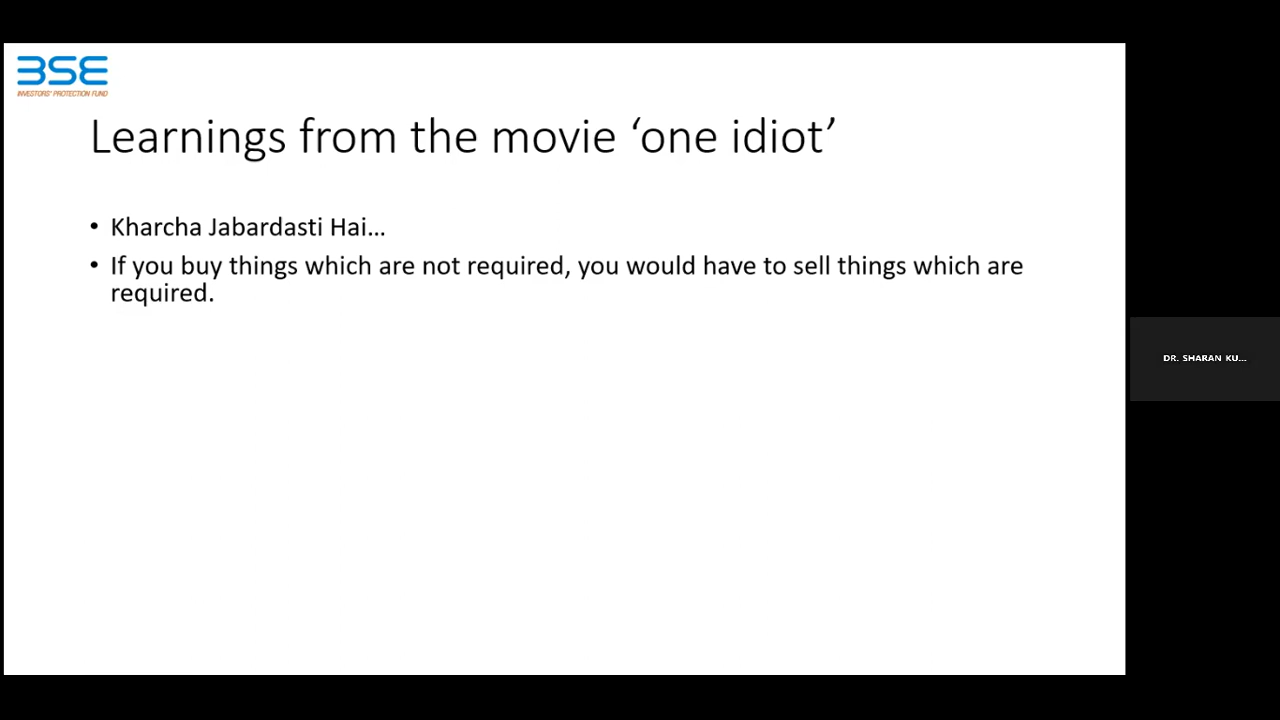 BSE
INVESTORS' PROTECTION FUND
Learnings from the movie ‘one idiot’
• Kharcha Jabardasti Hai...
• If you buy things which are not required, you would have to sell things which are
required.
DR. SHARAN KU...